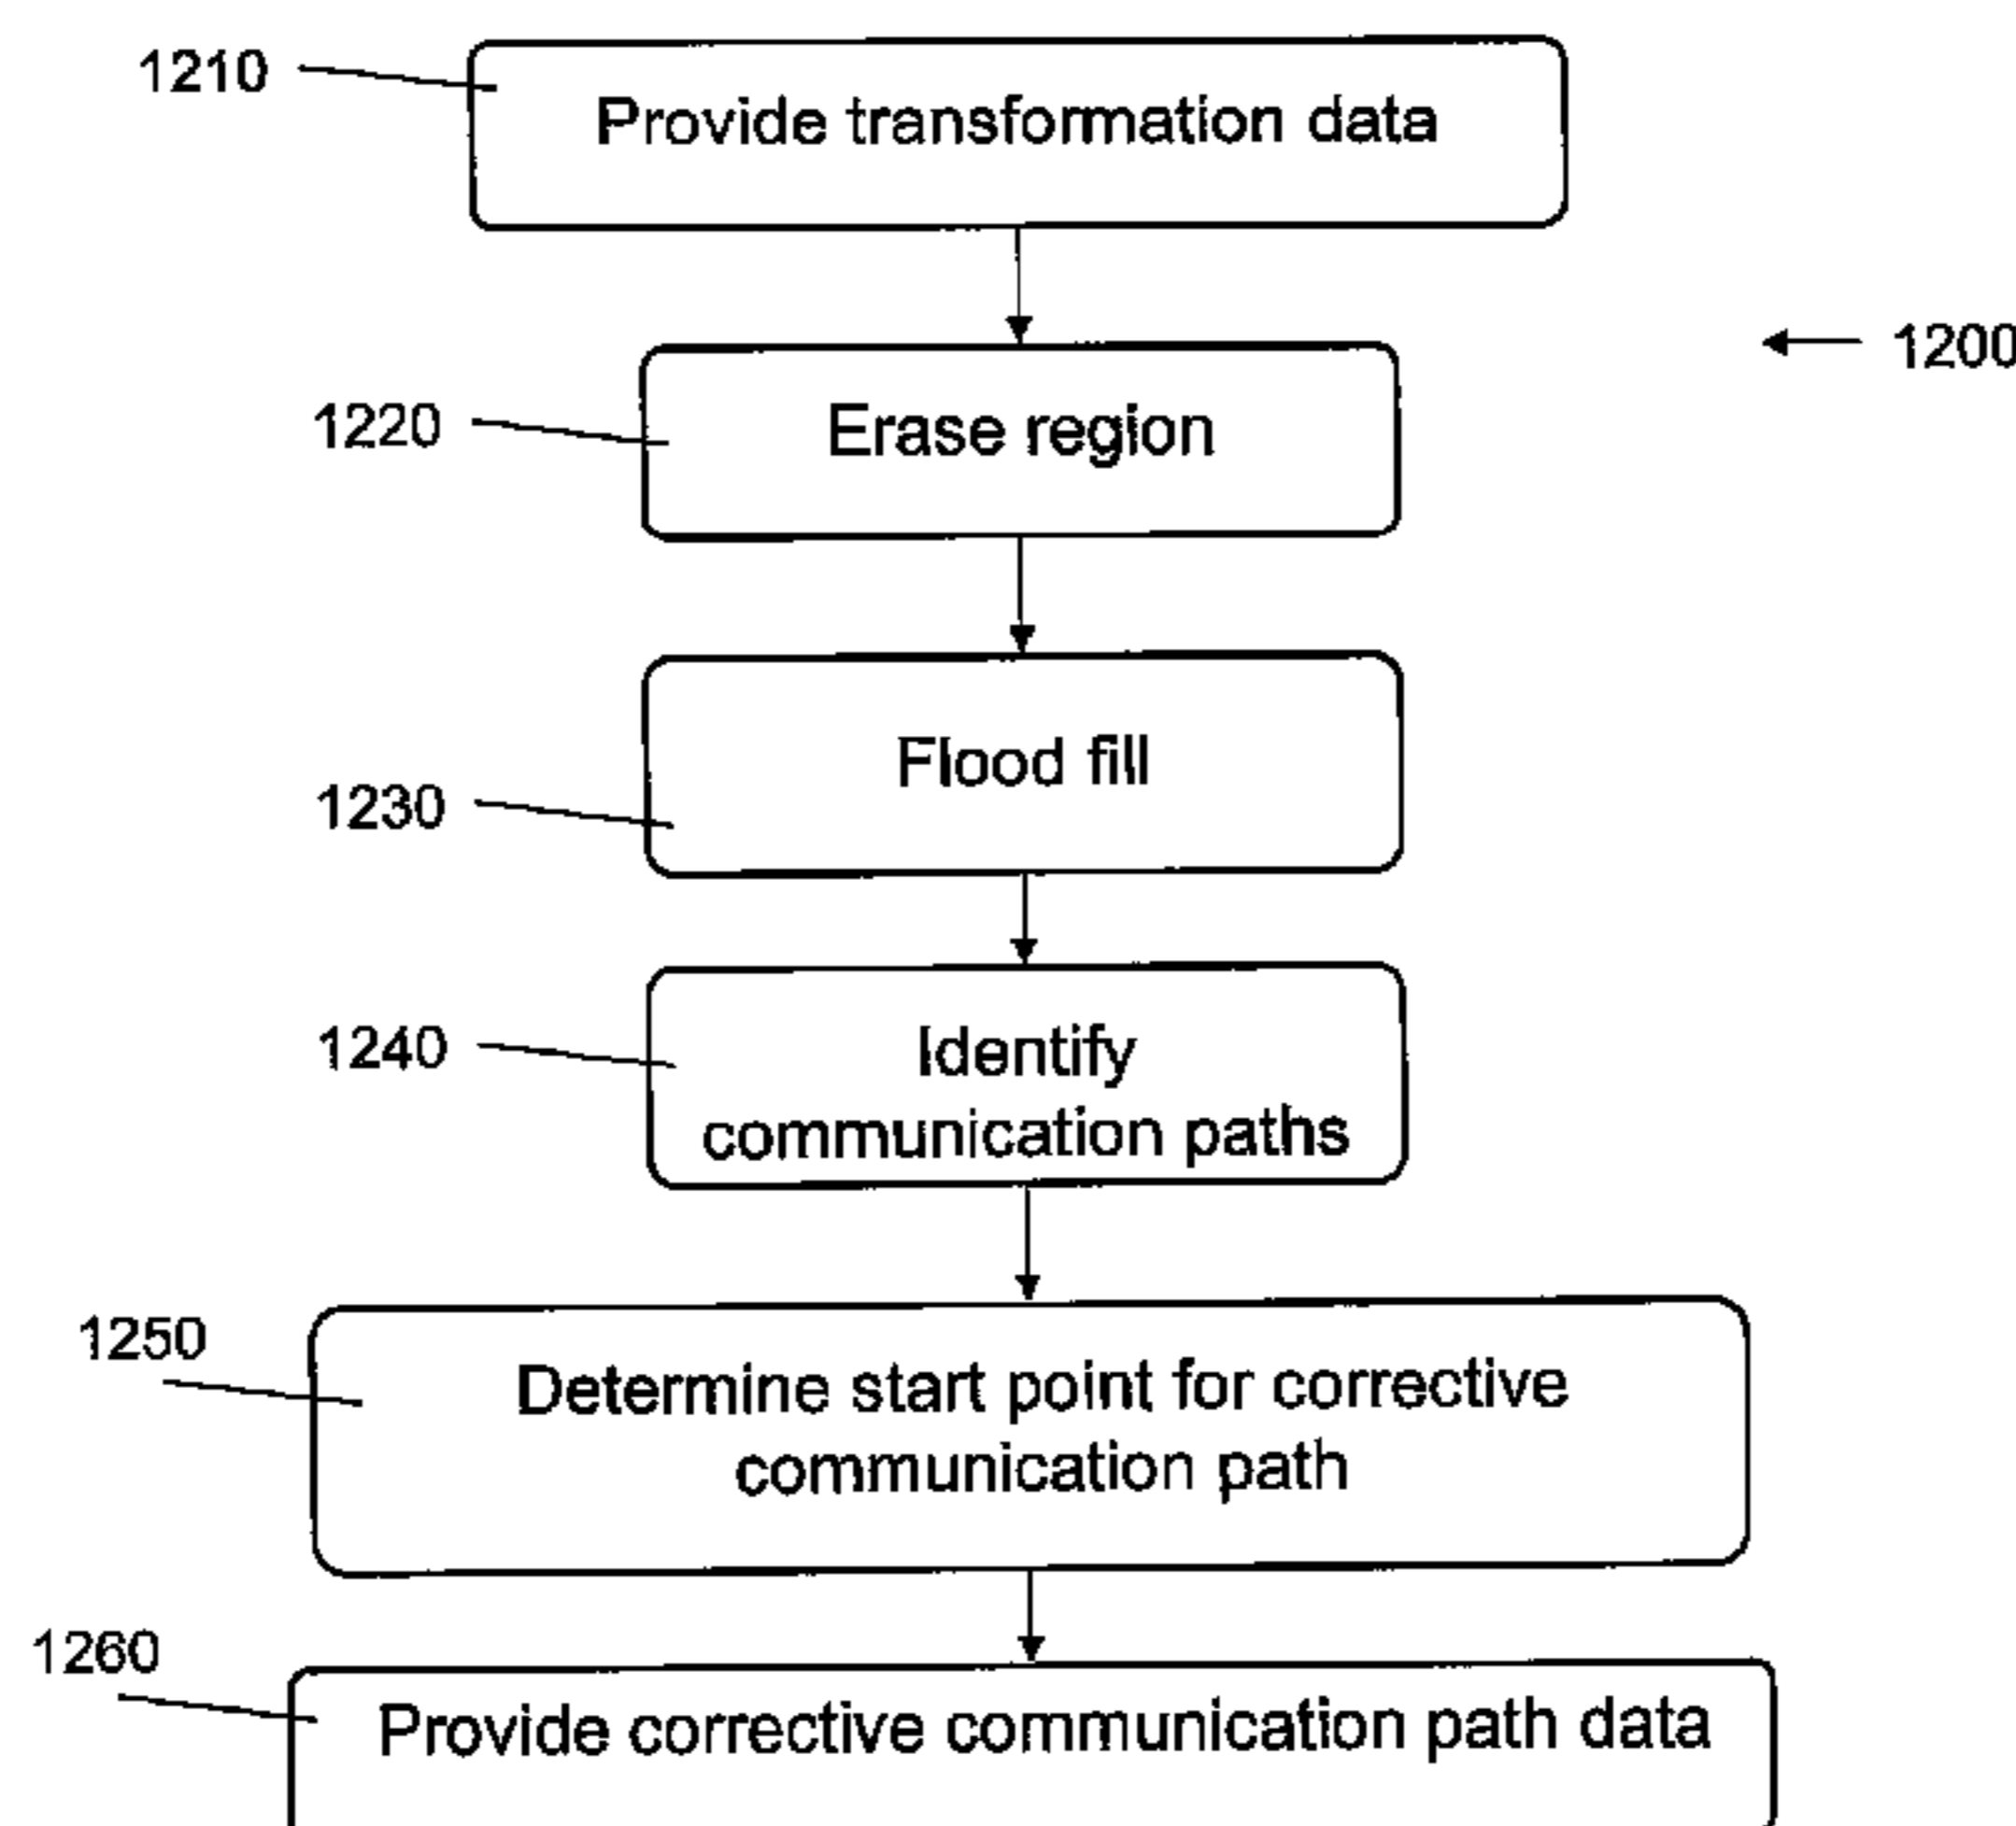 1210
Provide transformation data
1200
1220
Erase region
1230
Flood fill
1240
Identify
communication paths
1250
Determine start point for corrective
communication path
1260
Provide corrective communication path data